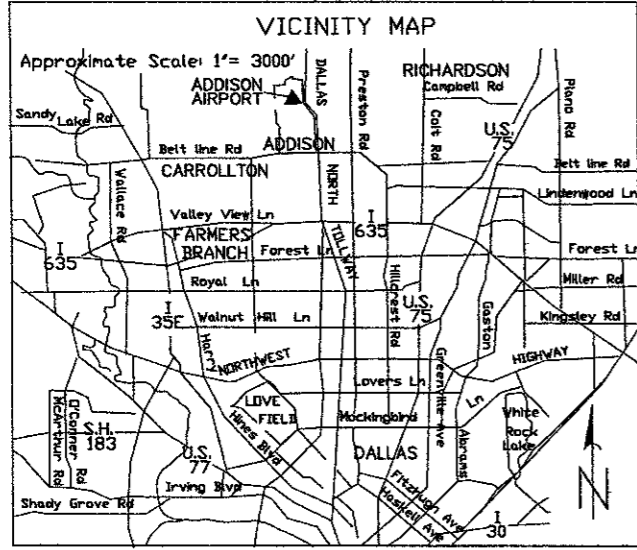 VICINITY MAP
Approximate Scale: 1"= 3000'
ADDISON
AIRPORT
DALLAS
NORTH
TOLLWAY
Preston Rd
RICHARDSON
Campbell Rd
Coit Rd
U.S.
75
Plano Rd
Sandy Lake Rd
Belt line Rd
ADDISON
CARROLLTON
Belt line Rd
Wallace Rd
Lindenwood Ln
Valley View Ln
I
635
FARMERS
BRANCH
Forest Ln
I
635
Forest Ln
Royal Ln
Hillcrest Rd
Miller Rd
I
35E
Walnut Hill Ln
U.S.
75
Gaston
Kingsley Rd
Harry Hines Blvd
NORTHWEST
HIGHWAY
Greenville Ave
Lovers Ln
LOVE
FIELD
Mockingbird Ln
Abrams
White
Rock
Lake
McArthur Rd
O'Conner Rd
S.H.
183
U.S.
77
DALLAS
Irving Blvd
Fitzhugh Ave
Haskell Ave
Shady Grove Rd
I
30
N